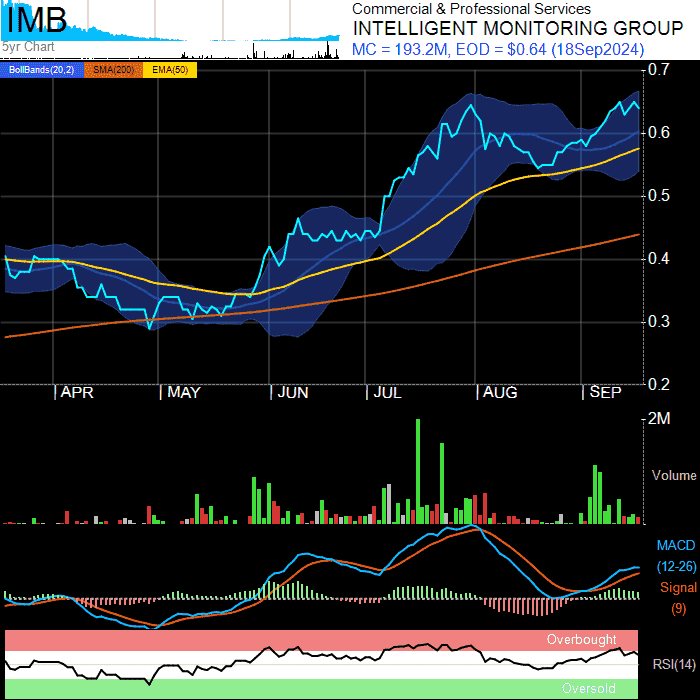 IMB
5yr Chart
Commercial & Professional Services
INTELLIGENT MONITORING GROUP
MC = 193.2M, EOD = $0.64 (18Sep2024)
BollBands(20,2) SMA(200) EMA(50)
0.7
0.6
0.5
0.4
0.3
0.2
APR MAY JUN JUL AUG SEP
2M
Volume
MACD
(12-26)
Signal
(9)
Overbought
RSI(14)
Oversold